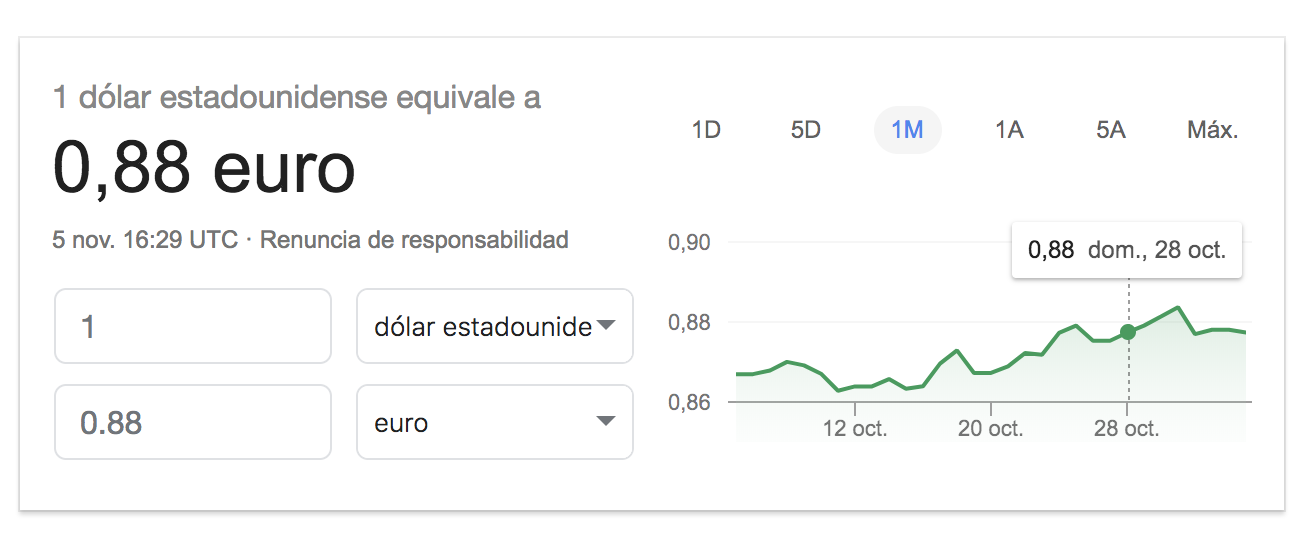 1 dólar estadounidense equivale a
0,88 euro
5 nov. 16:29 UTC · Renuncia de responsabilidad
1
dólar estadounide
0.88
euro
1D 5D 1M 1A 5A Máx.
0,88 dom., 28 oct.
0,90
0,88
0,86
12 oct. 20 oct. 28 oct.